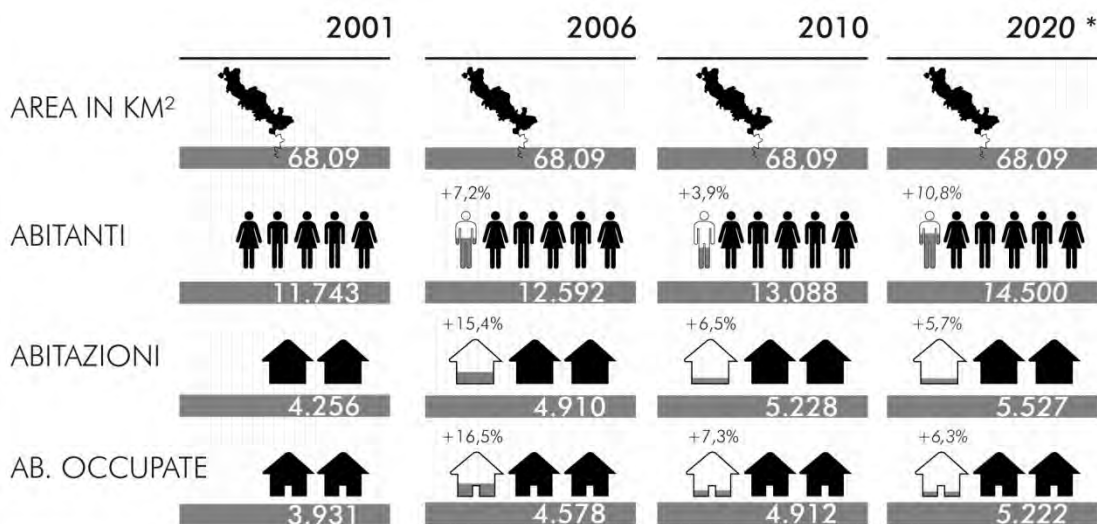 2001 2006 2010 2020 *
AREA IN KM²
68,09 68,09 68,09 68,09
+7,2% +3,9% +10,8%
ABITANTI
11.743 12.592 13.088 14.500
+15,4% +6,5% +5,7%
ABITAZIONI
4.256 4.910 5.228 5.527
+16,5% +7,3% +6,3%
AB. OCCUPATE
3.931 4.578 4.912 5.222